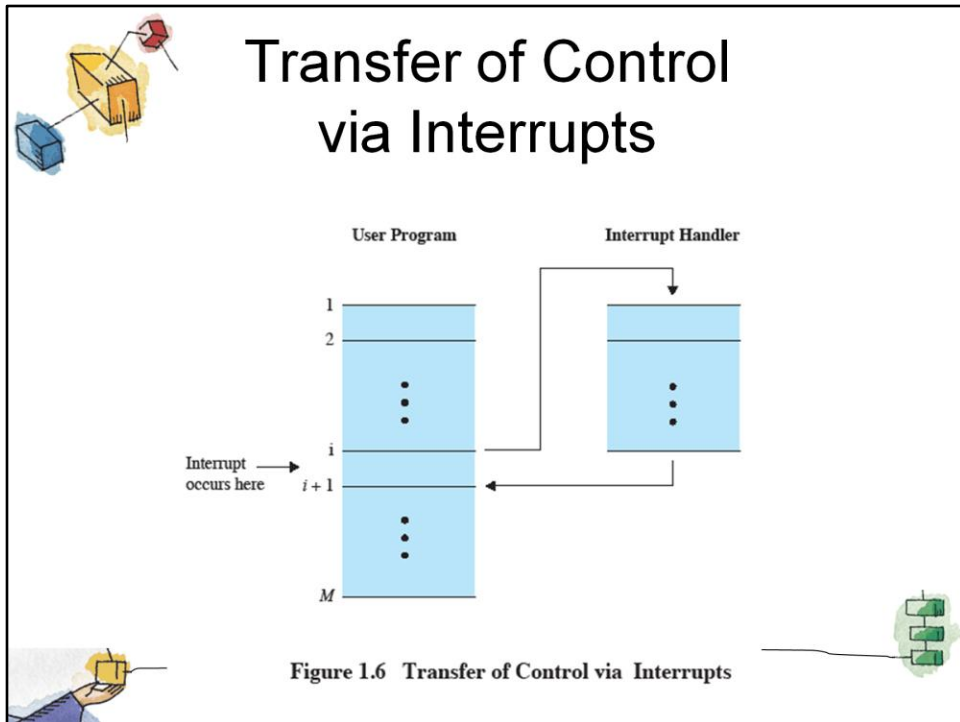 Transfer of Control
via Interrupts
User Program
Interrupt Handler
1
2
i
Interrupt
occurs here
i + 1
M
Figure 1.6 Transfer of Control via Interrupts